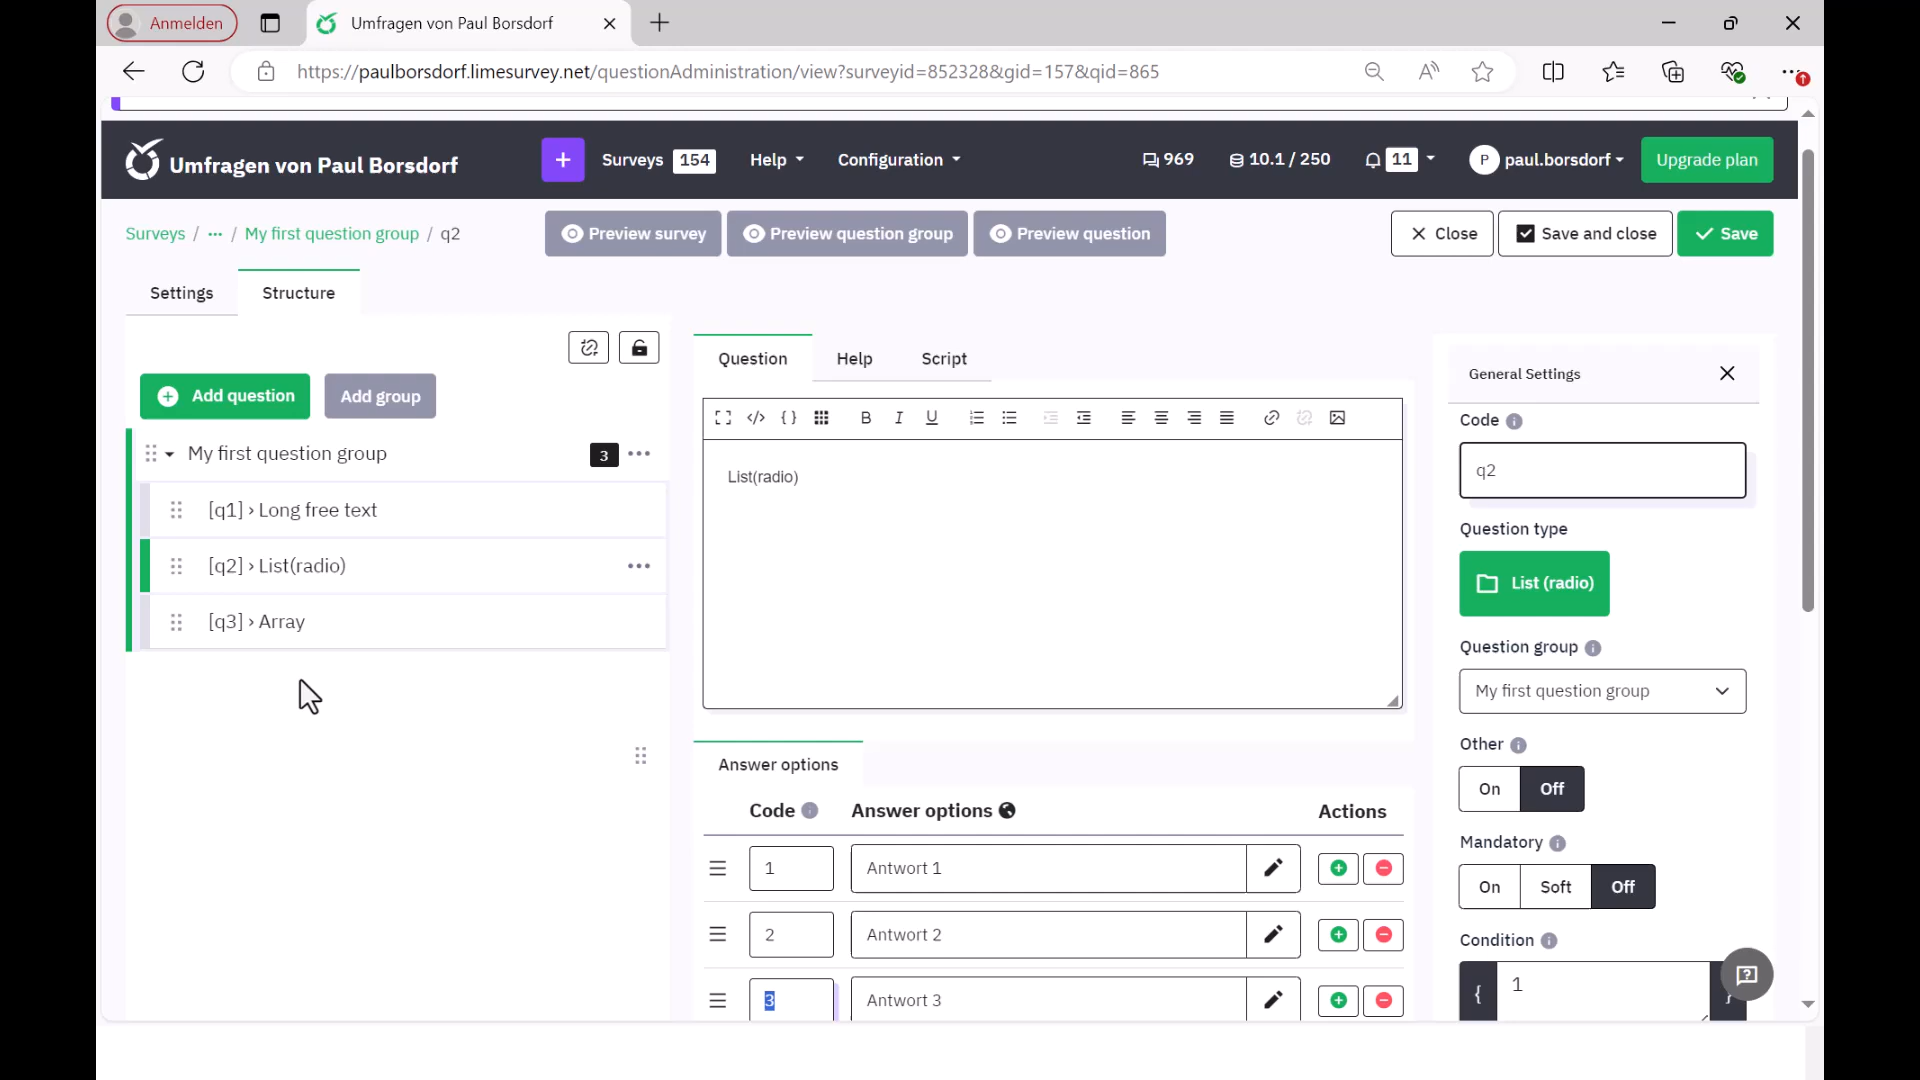 Anmelden
Umfragen von Paul Borsdorf
https://paulborsdorf.limesurvey.net/questionAdministration/view?surveyid=852328&gid=157&qid=865
Umfragen von Paul Borsdorf
Surveys 154
Help
Configuration
969
10.1 / 250
11
P paul.borsdorf
Upgrade plan
Surveys / ... / My first question group / q2
Preview survey
Preview question group
Preview question
Close
Save and close
Save
Settings
Structure
Add question
Add group
My first question group 3
[q1] › Long free text
[q2] › List(radio)
[q3] › Array
Question
Help
Script
B I U
List(radio)
Answer options
Code
Answer options
Actions
1 Antwort 1
2 Antwort 2
3 Antwort 3
General Settings
Code
q2
Question type
List (radio)
Question group
My first question group
Other
On Off
Mandatory
On Soft Off
Condition
{ 1 }